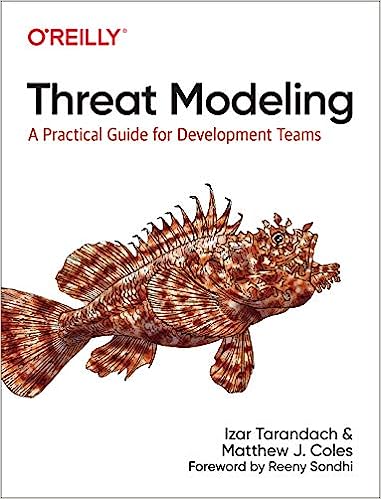 O'REILLY®
Threat Modeling
A Practical Guide for Development Teams
Izar Tarandach &
Matthew J. Coles
Foreword by Reeny Sondhi